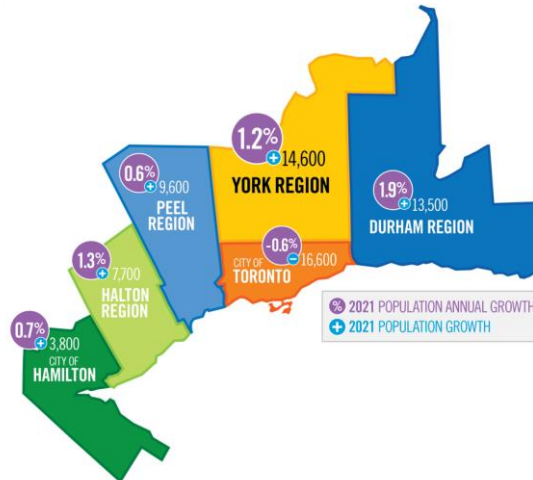 1.2%
+ 14,600
YORK REGION
0.6%
+ 9,600
PEEL
REGION
1.9%
+ 13,500
DURHAM REGION
-0.6%
CITY OF
TORONTO
− 16,600
1.3%
+ 7,700
HALTON
REGION
0.7%
+ 3,800
CITY OF
HAMILTON
% 2021 POPULATION ANNUAL GROWTH
+ 2021 POPULATION GROWTH